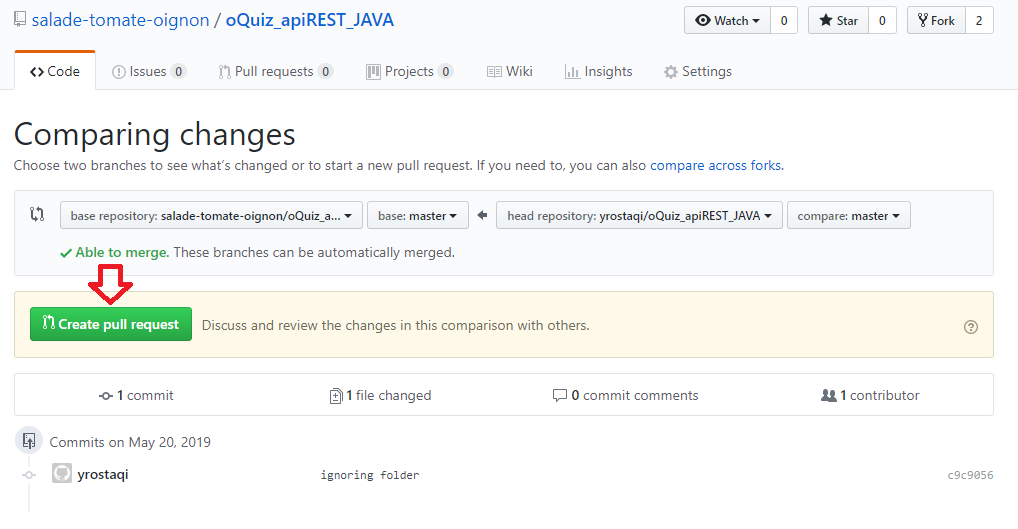 salade-tomate-oignon / oQuiz_apiREST_JAVA Watch 0 Star 0 Fork 2
Code Issues 0 Pull requests 0 Projects 0 Wiki Insights Settings
Comparing changes
Choose two branches to see what's changed or to start a new pull request. If you need to, you can also compare across forks.
base repository: salade-tomate-oignon/oQuiz_a... base: master head repository: yrostaqi/oQuiz_apiREST_JAVA compare: master
Able to merge. These branches can be automatically merged.
Create pull request Discuss and review the changes in this comparison with others.
1 commit 1 file changed 0 commit comments 1 contributor
Commits on May 20, 2019
yrostaqi ignoring folder c9c9056